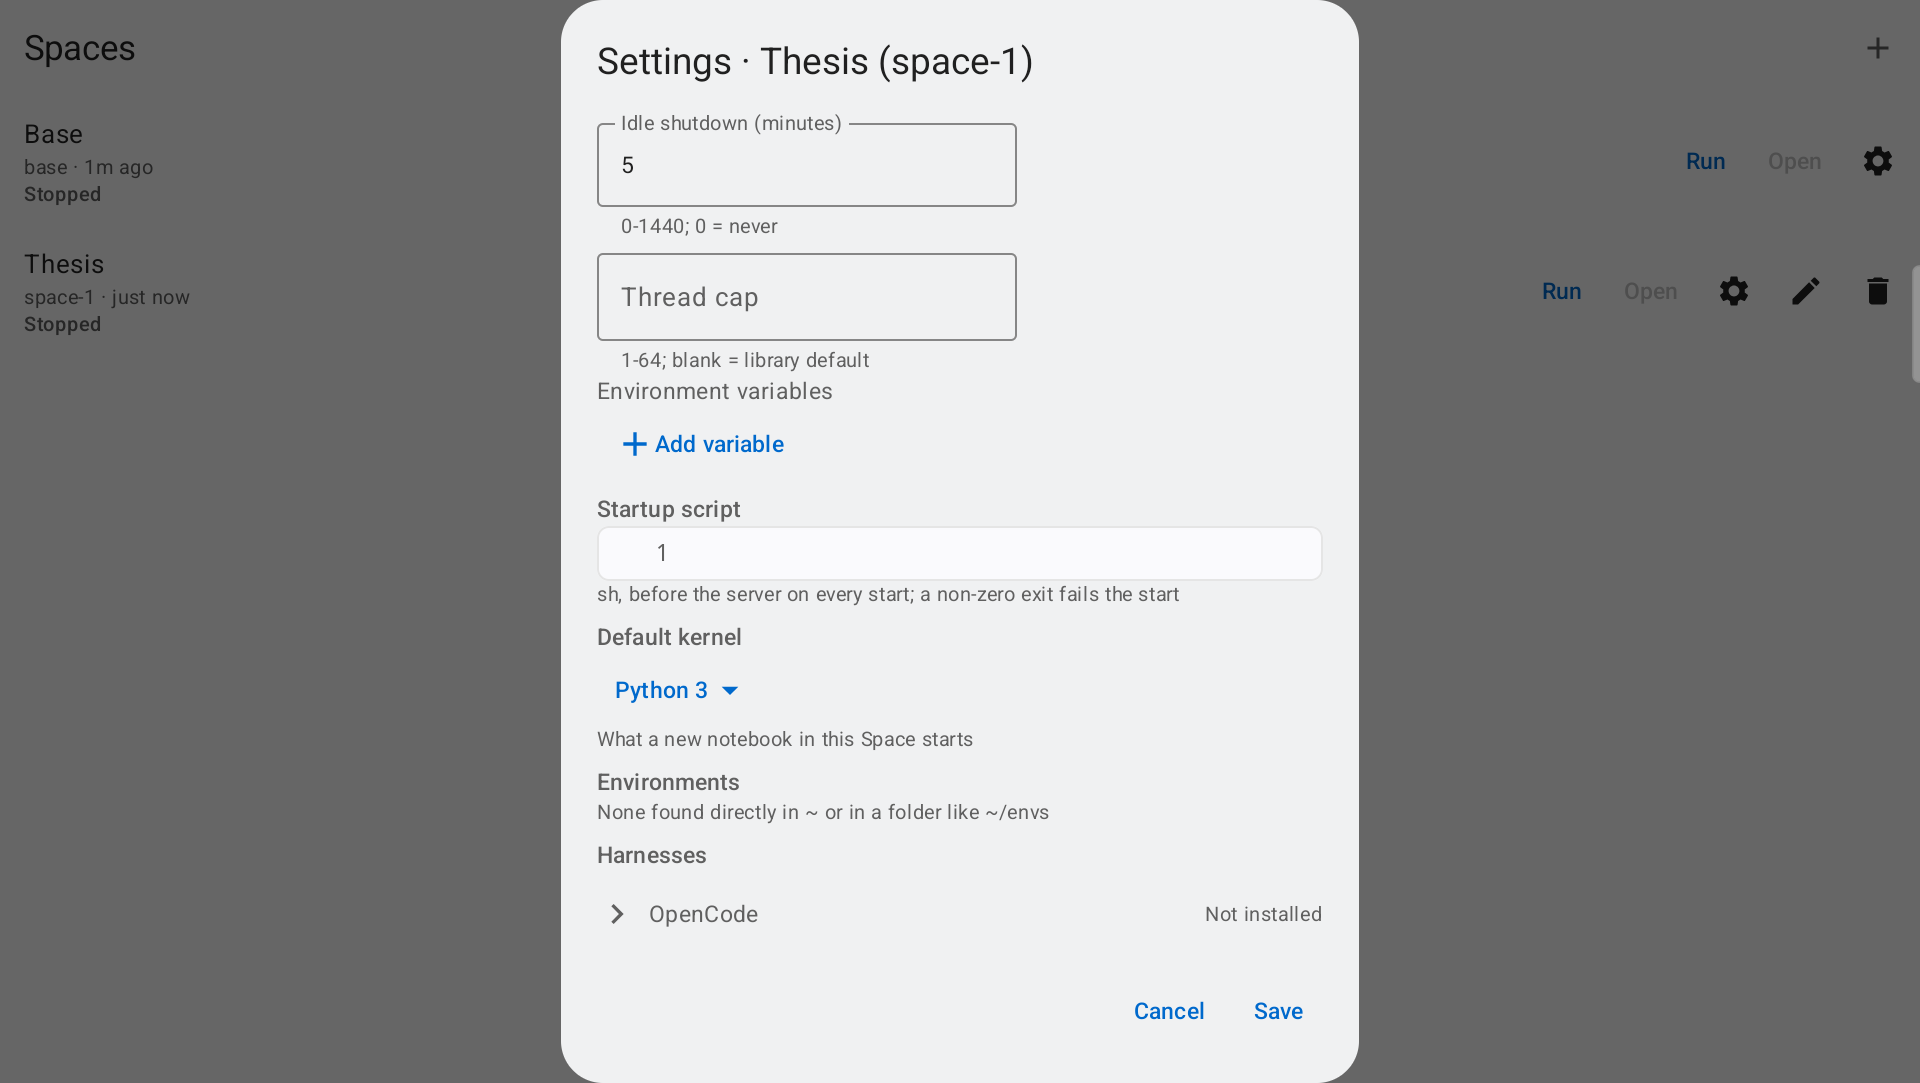 Spaces
Base
base · 1m ago
Stopped
Run
Open
Thesis
space-1 · just now
Stopped
Run
Open
Settings · Thesis (space-1)
Idle shutdown (minutes)
5
0-1440; 0 = never
Thread cap
1-64; blank = library default
Environment variables
Add variable
Startup script
1
sh, before the server on every start; a non-zero exit fails the start
Default kernel
Python 3
What a new notebook in this Space starts
Environments
None found directly in ~ or in a folder like ~/envs
Harnesses
OpenCode
Not installed
Cancel
Save